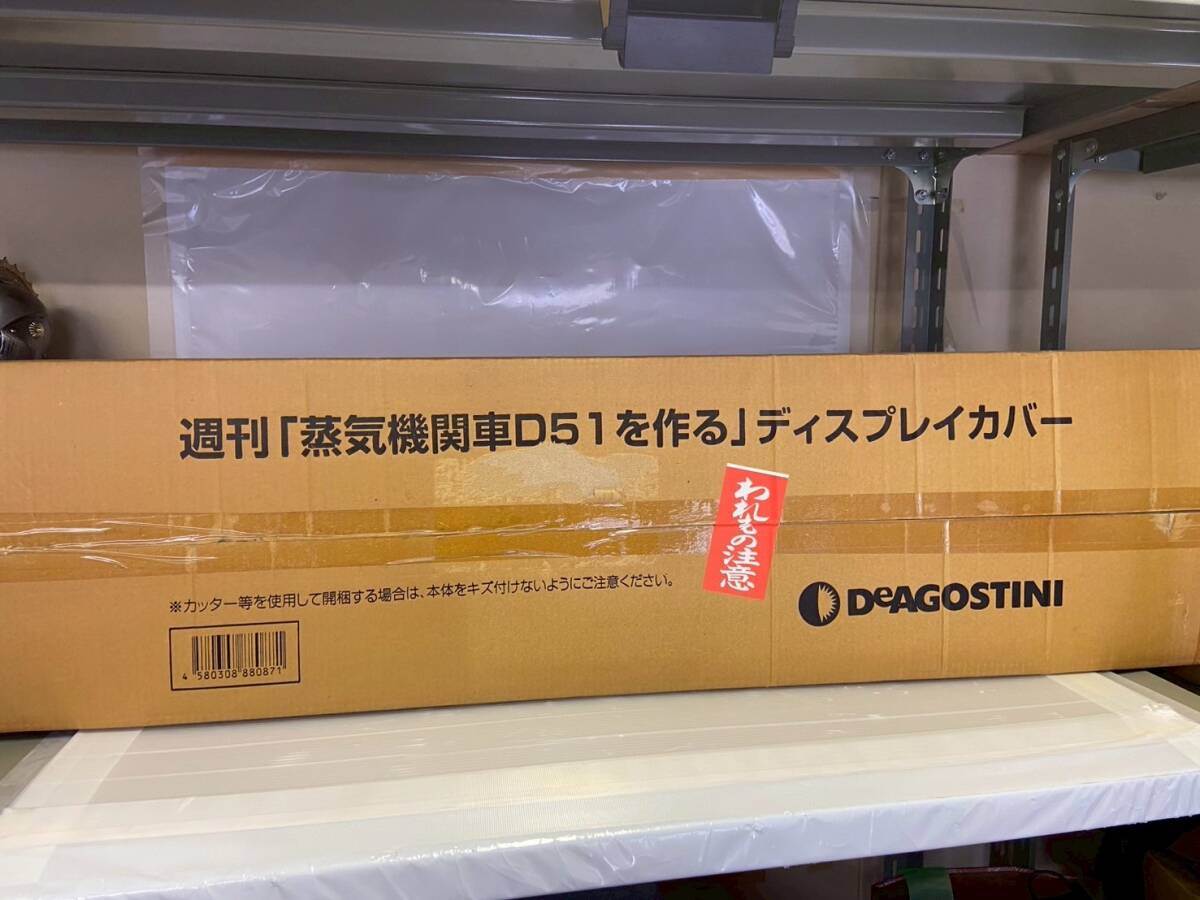 週刊「蒸気機関車D51を作る」ディスプレイカバー
われもの注意
※カッター等を使用して開梱する場合は、本体をキズ付けないようにご注意ください。
DeAGOSTINI
4 580308 880871